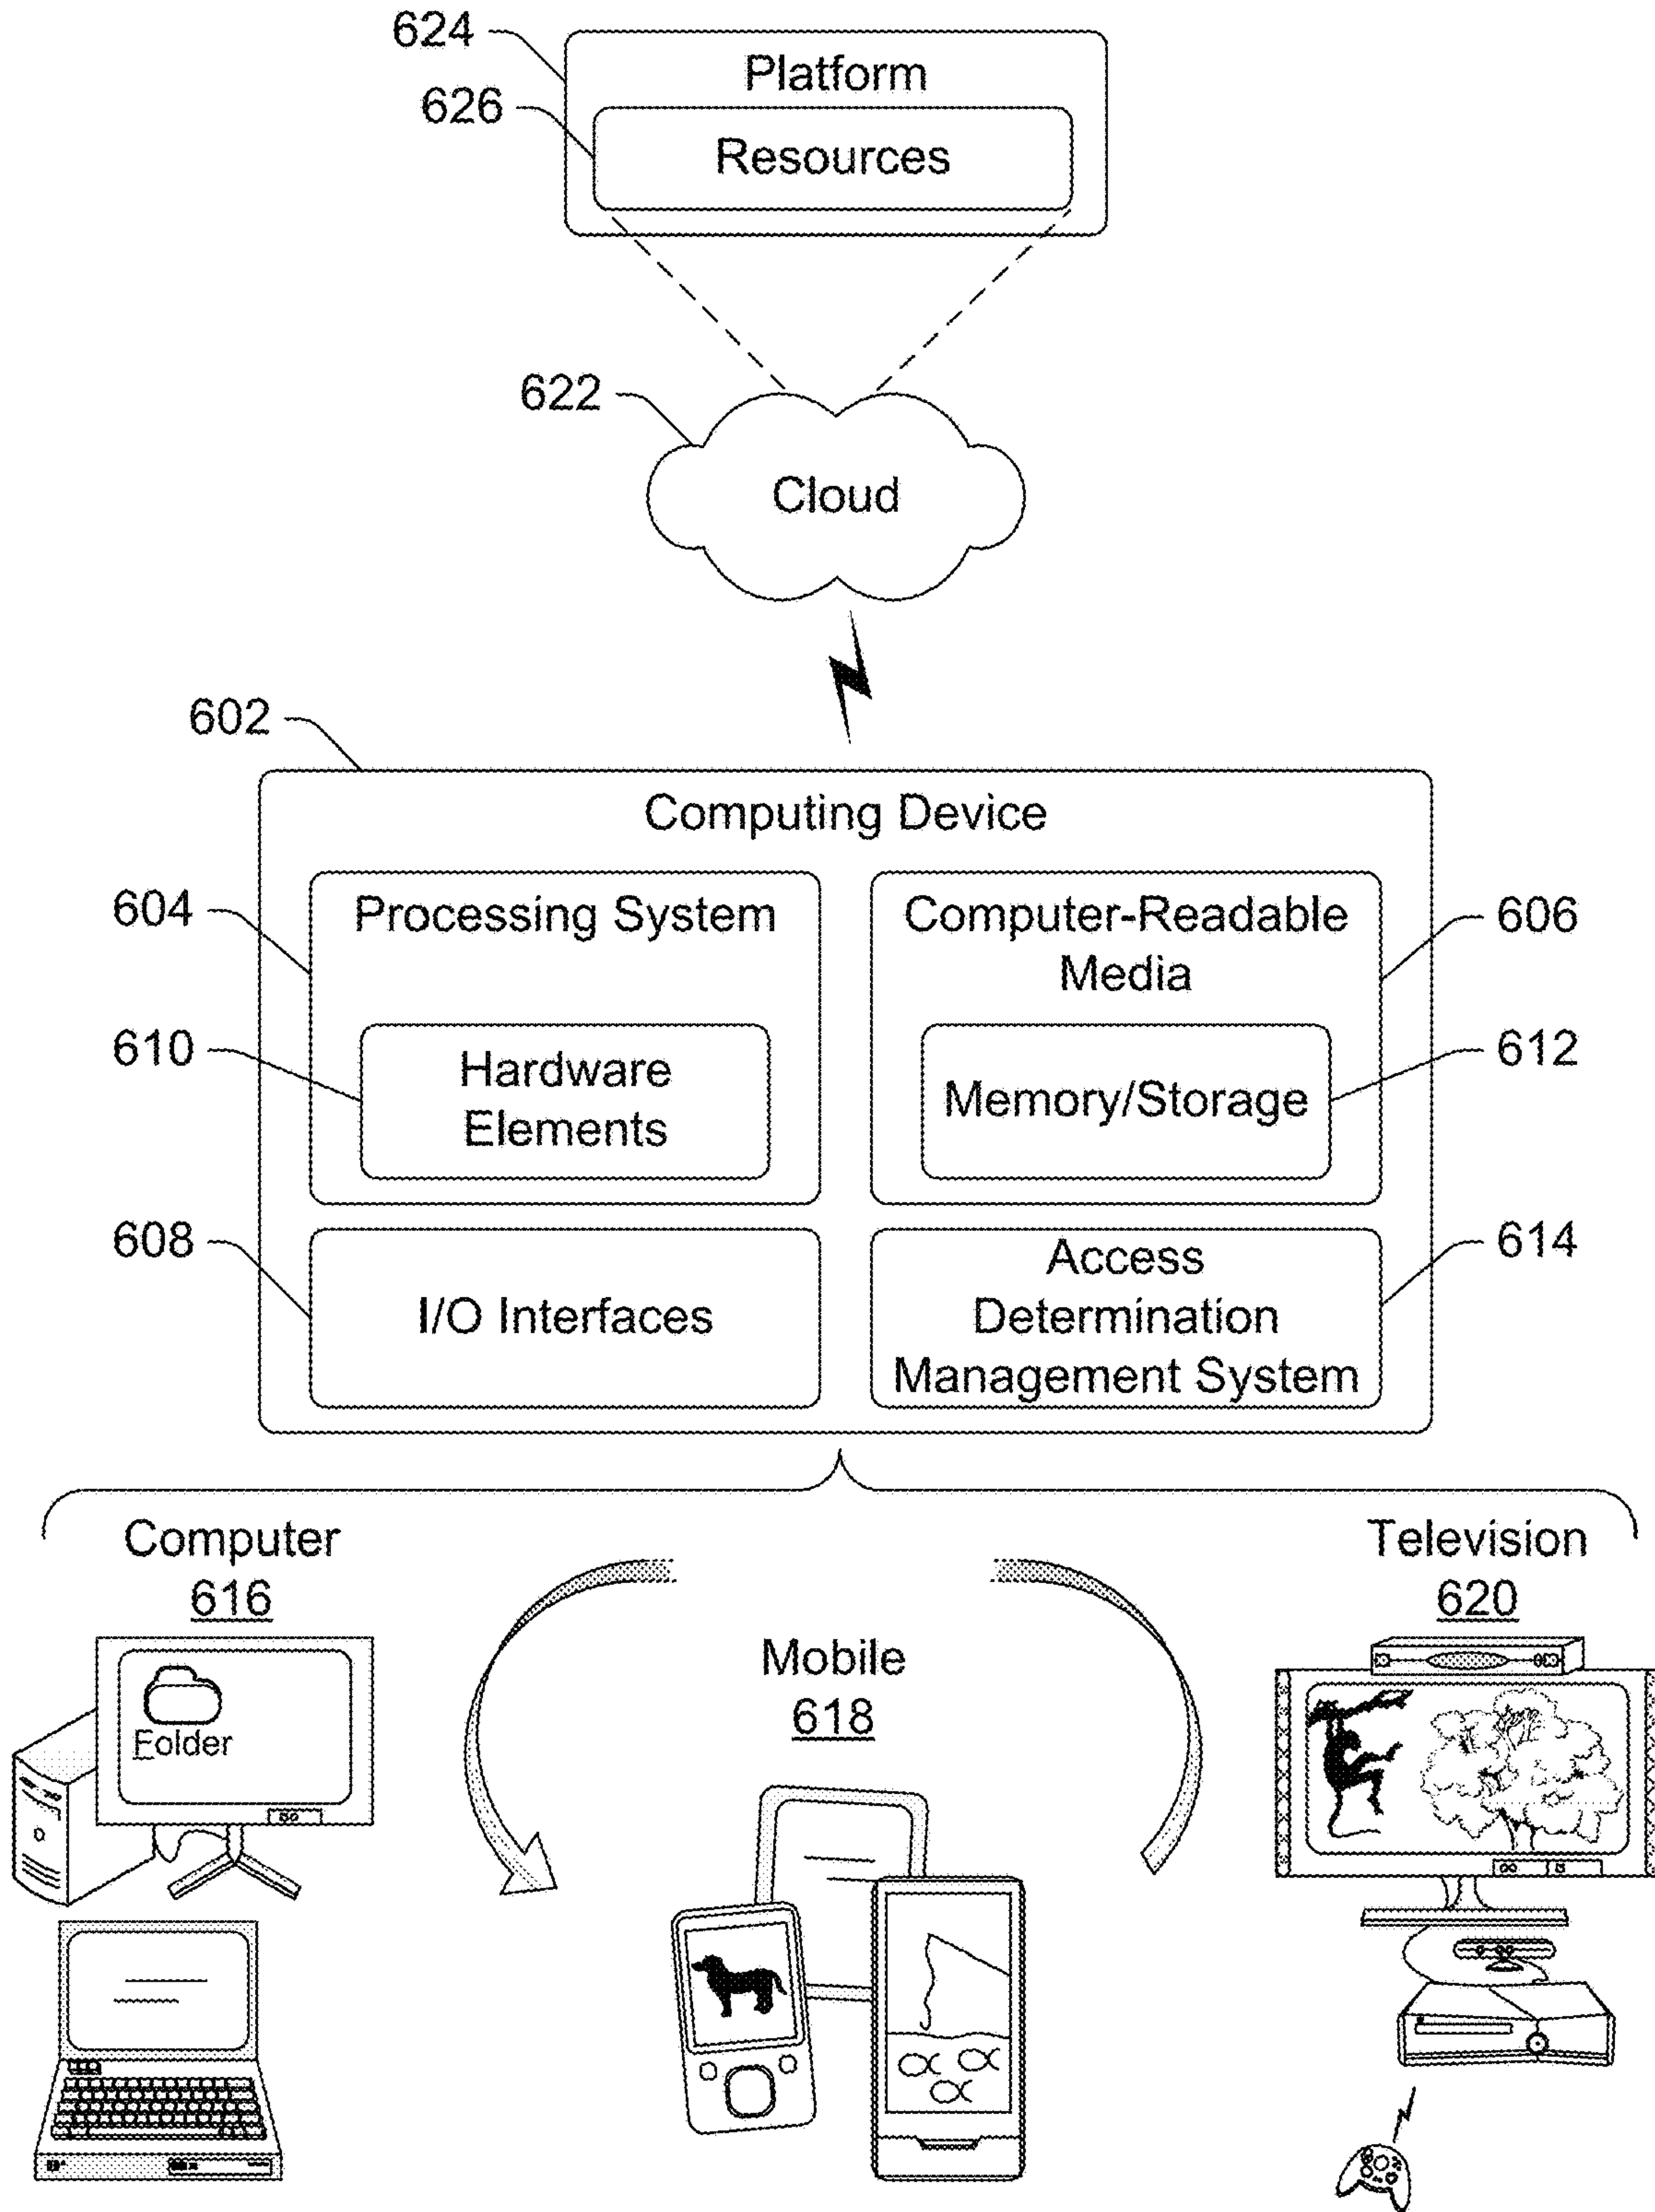 624
Platform
626
Resources
622
Cloud
602
Computing Device
604
Processing System
Computer-Readable
Media
606
610
Hardware
Elements
Memory/Storage
612
608
I/O Interfaces
Access
Determination
Management System
614
Computer
616
Folder
Mobile
618
Television
620